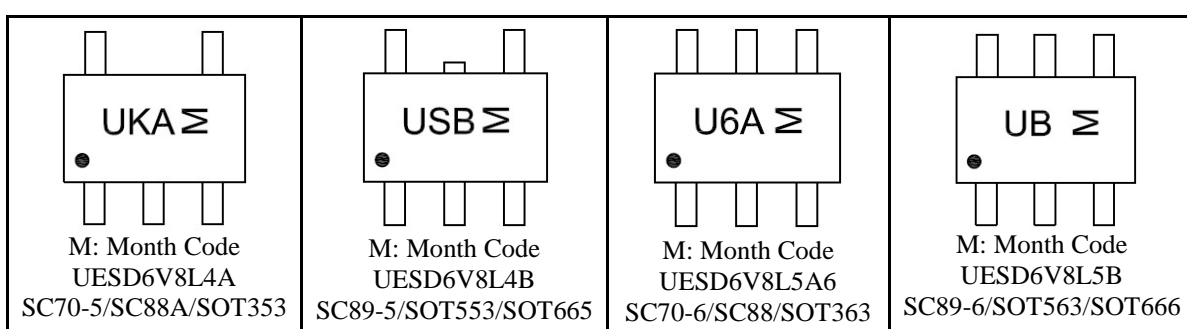 UKA M
M: Month Code
UESD6V8L4A
SC70-5/SC88A/SOT353
USB M
M: Month Code
UESD6V8L4B
SC89-5/SOT553/SOT665
U6A M
M: Month Code
UESD6V8L5A6
SC70-6/SC88/SOT363
UB M
M: Month Code
UESD6V8L5B
SC89-6/SOT563/SOT666